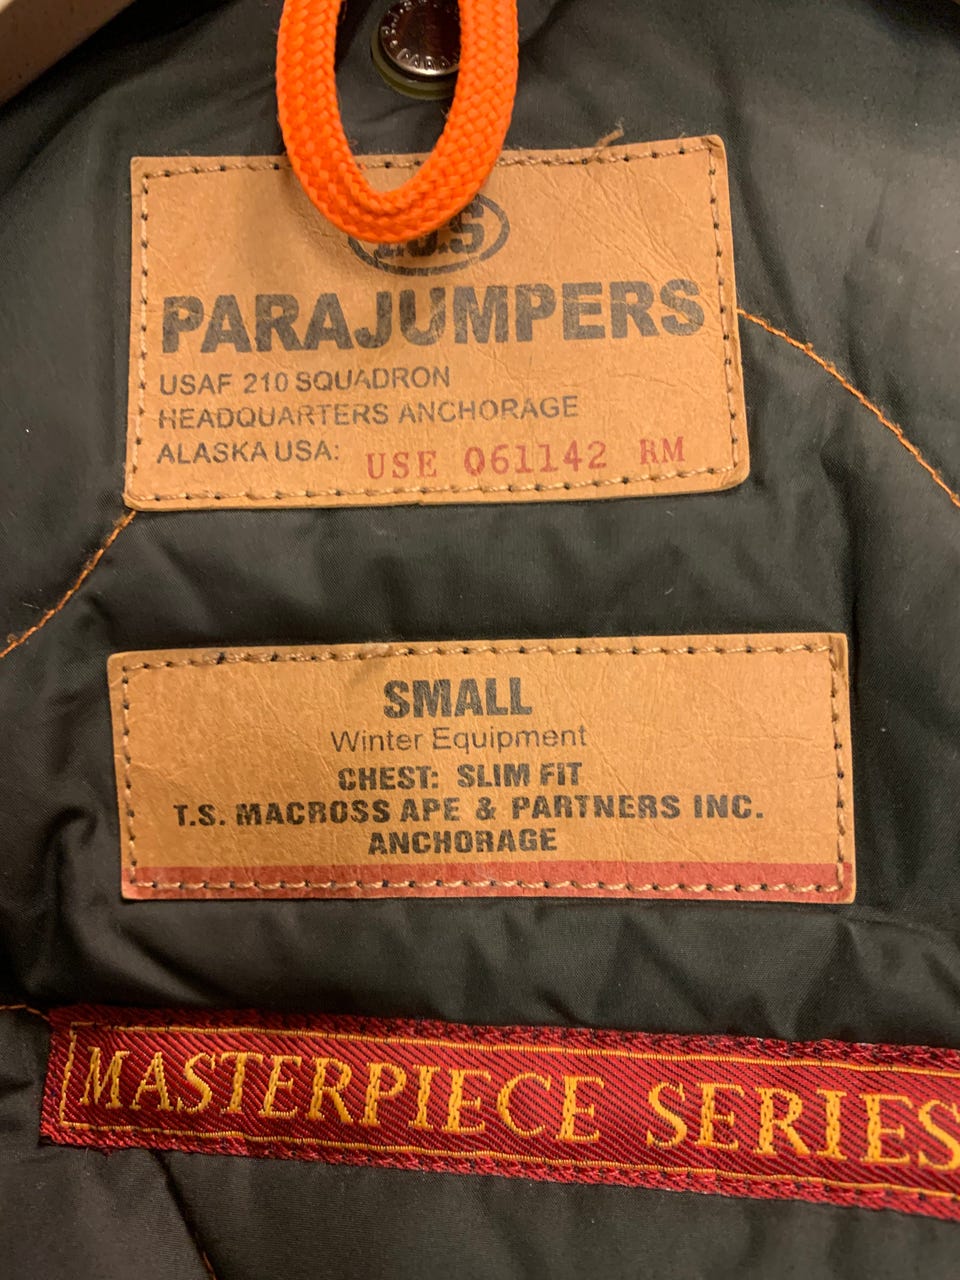 PARAJUMPERS
USAF 210 SQUADRON
HEADQUARTERS ANCHORAGE
ALASKA USA: USE 061142 RM
SMALL
Winter Equipment
CHEST: SLIM FIT
T.S. MACROSS APE & PARTNERS INC.
ANCHORAGE
MASTERPIECE SERIES